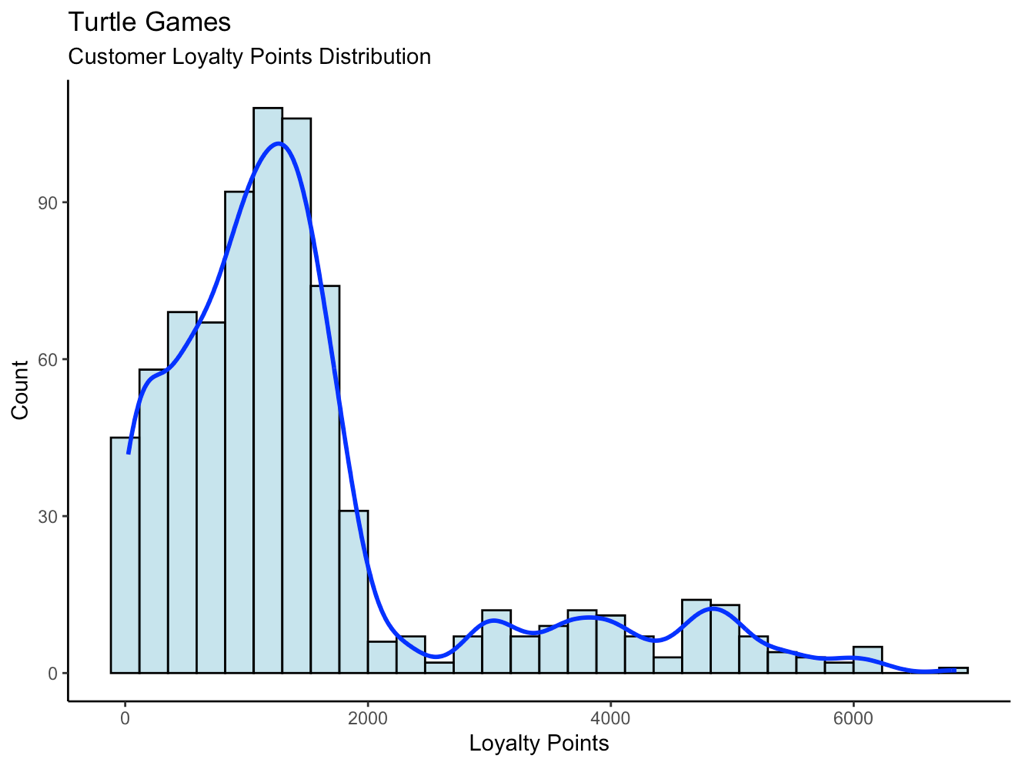 Turtle Games
Customer Loyalty Points Distribution
Count
90
60
30
0
0 2000 4000 6000
Loyalty Points